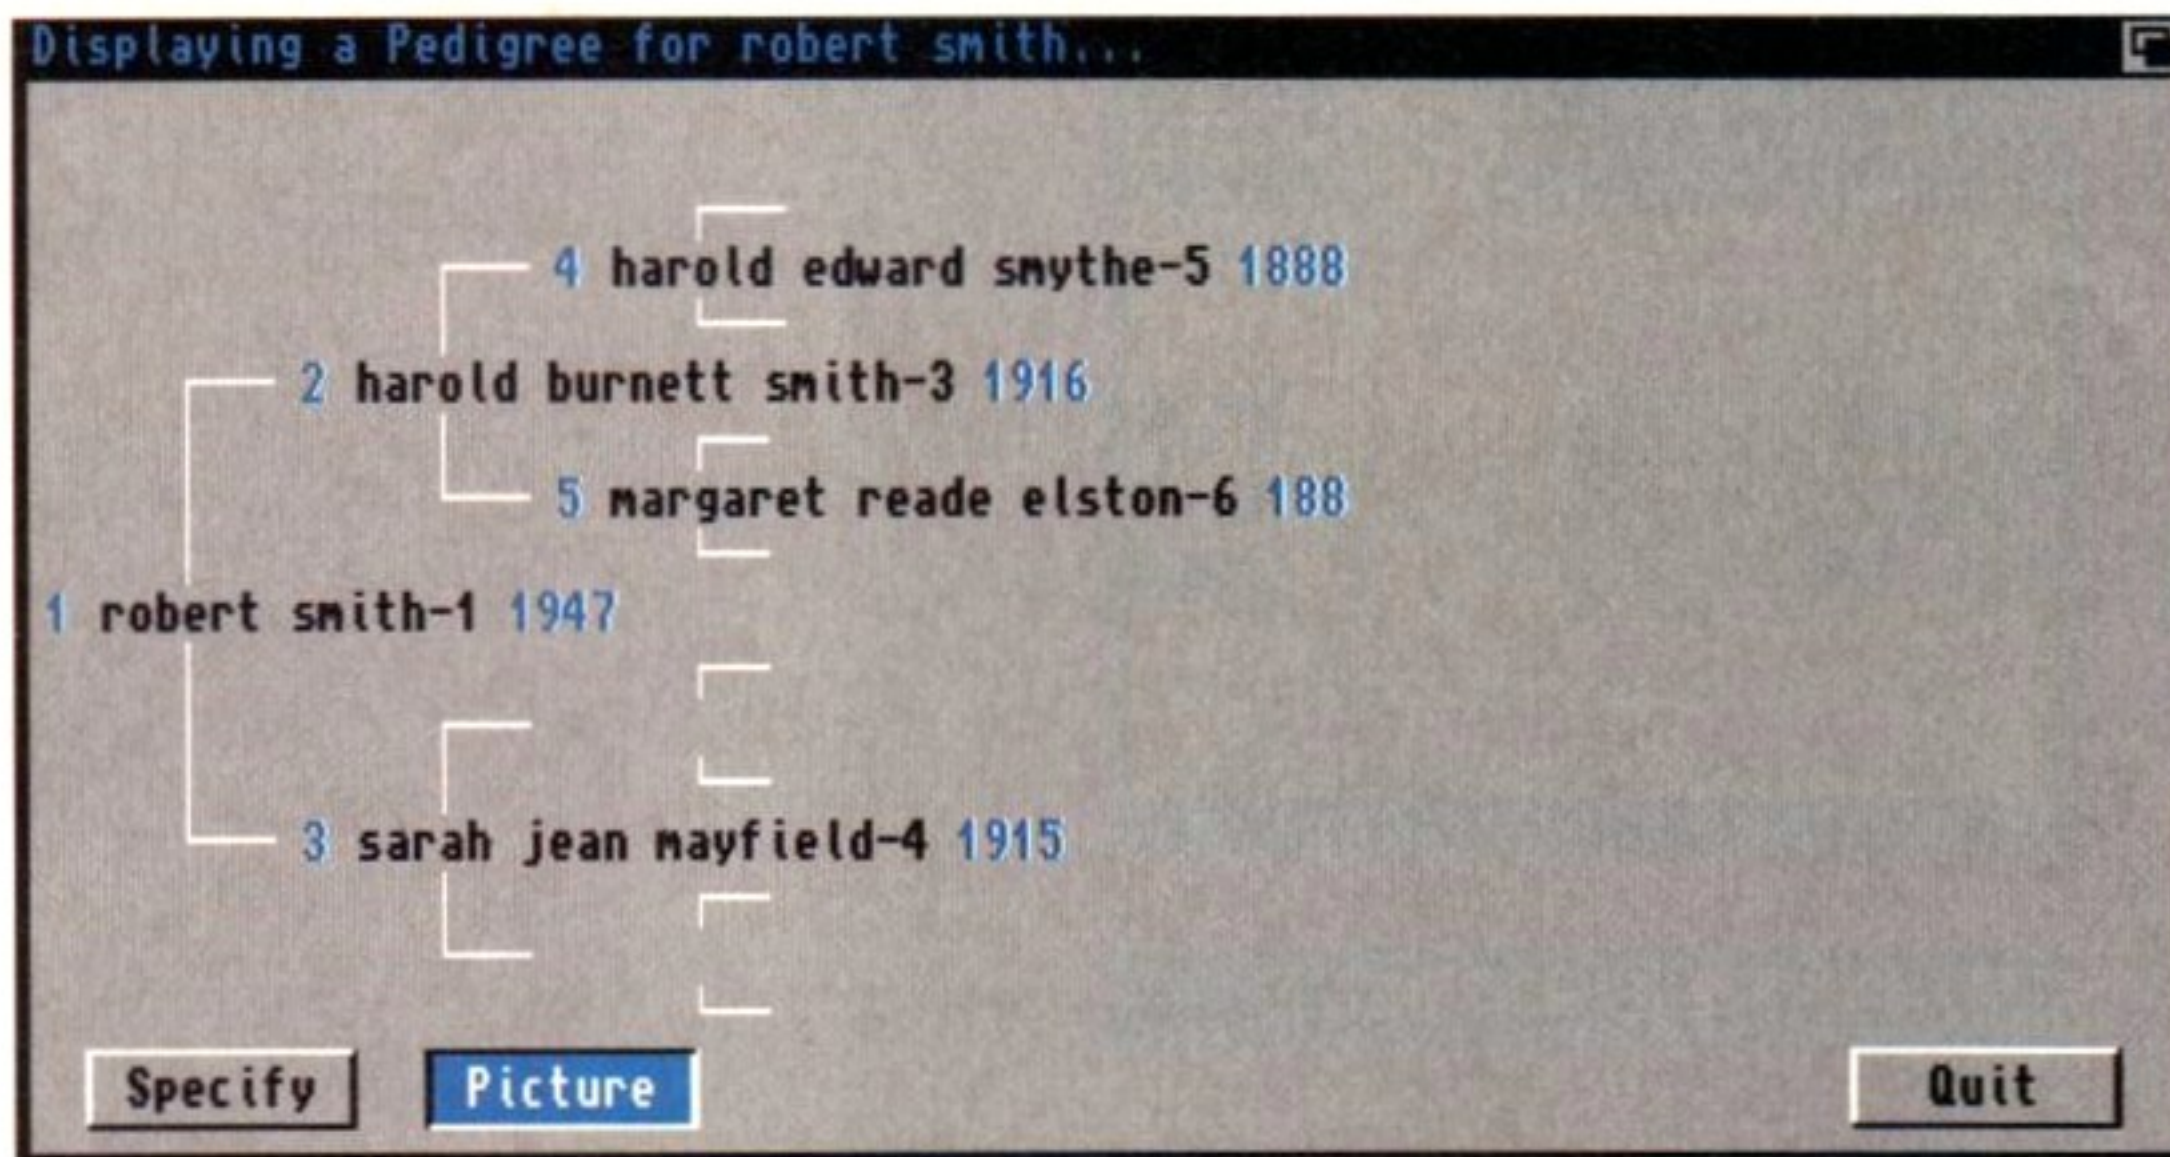 Displaying a Pedigree for robert smith...
4 harold edward smythe-5 1888
2 harold burnett smith-3 1916
5 margaret reade elston-6 188
1 robert smith-1 1947
3 sarah jean mayfield-4 1915
Specify Picture Quit